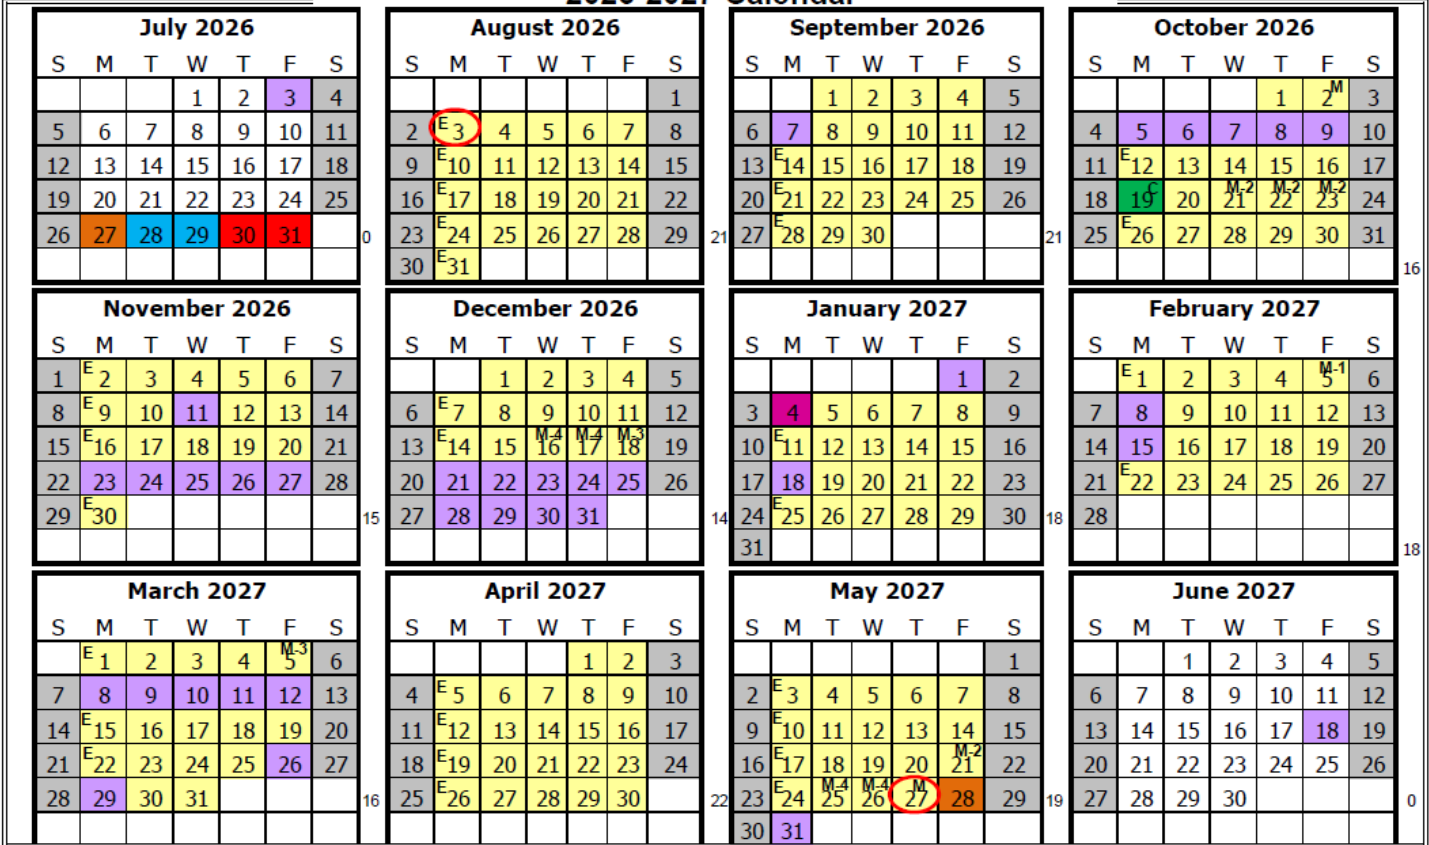 2026-2027 Calendar
July 2026
S M T W T F S
1 2 3 4
5 6 7 8 9 10 11
12 13 14 15 16 17 18
19 20 21 22 23 24 25
26 27 28 29 30 31
0
August 2026
S M T W T F S
1
2 E 3 4 5 6 7 8
9 E 10 11 12 13 14 15
16 E 17 18 19 20 21 22
23 E 24 25 26 27 28 29
30 E 31
21
September 2026
S M T W T F S
1 2 3 4 5
6 7 8 9 10 11 12
13 E 14 15 16 17 18 19
20 E 21 22 23 24 25 26
27 E 28 29 30
21
October 2026
S M T W T F S
1 2 M 3
4 5 6 7 8 9 10
11 E 12 13 14 15 16 17
18 19 C 20 21 M-2 22 M-2 23 M-2 24
25 E 26 27 28 29 30 31
16
November 2026
S M T W T F S
1 E 2 3 4 5 6 7
8 E 9 10 11 12 13 14
15 E 16 17 18 19 20 21
22 23 24 25 26 27 28
29 E 30
15
December 2026
S M T W T F S
1 2 3 4 5
6 E 7 8 9 10 11 12
13 E 14 15 M-4 16 M-4 17 M-3 18 19
20 21 22 23 24 25 26
27 28 29 30 31
14
January 2027
S M T W T F S
1 2
3 4 5 6 7 8 9
10 E 11 12 13 14 15 16
17 18 19 20 21 22 23
24 E 25 26 27 28 29 30
31
18
February 2027
S M T W T F S
E 1 2 3 4 M-1 5 6
7 8 9 10 11 12 13
14 15 16 17 18 19 20
21 E 22 23 24 25 26 27
28
18
March 2027
S M T W T F S
E 1 2 3 4 M-3 5 6
7 8 9 10 11 12 13
14 E 15 16 17 18 19 20
21 E 22 23 24 25 26 27
28 29 30 31
16
April 2027
S M T W T F S
1 2 3
4 E 5 6 7 8 9 10
11 E 12 13 14 15 16 17
18 E 19 20 21 22 23 24
25 E 26 27 28 29 30
22
May 2027
S M T W T F S
1
2 E 3 4 5 6 7 8
9 E 10 11 12 13 14 15
16 E 17 18 19 20 M-2 21 22
23 E 24 M-4 25 M-4 26 M 27 28 29
30 31
19
June 2027
S M T W T F S
1 2 3 4 5
6 7 8 9 10 11 12
13 14 15 16 17 18 19
20 21 22 23 24 25 26
27 28 29 30
0